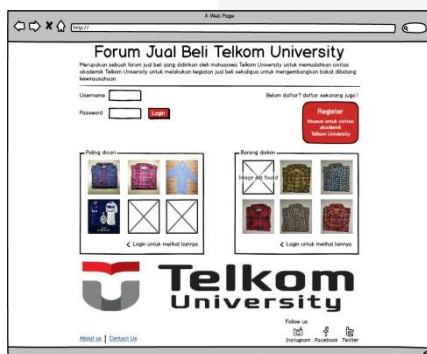 A Web Page
http://
Forum Jual Beli Telkom University
Merupakan sebuah forum jual beli yang didirikan oleh mahasiswa Telkom University untuk memudahkan civitas
akademik Telkom University untuk melakukan kegiatan jual beli sekaligus untuk mengembangkan bakat dibidang
kewirausahaan.
Username
Belum daftar? daftar sekarang juga!
Password
Login
Register
khusus untuk civitas
akademik
Telkom University
Paling dicari
Barang diskon
Image not found
< Login untuk melihat lainnya
< Login untuk melihat lainnya
Telkom
University
Follow us
About us | Contact Us
Instagram Facebook Twitter